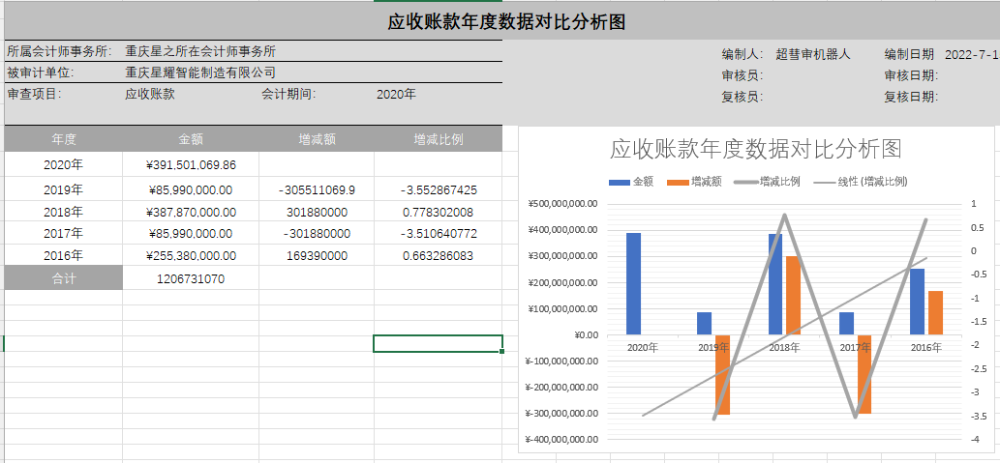 应收账款年度数据对比分析图
所属会计师事务所: 重庆星之所在会计师事务所
编制人: 超彗审机器人 编制日期 2022-7-1
被审计单位: 重庆星耀智能制造有限公司
审核员: 审核日期:
审查项目: 应收账款 会计期间: 2020年
复核员: 复核日期:
年度 金额 增减额 增减比例
2020年 ¥391,501,069.86
2019年 ¥85,990,000.00 -305511069.9 -3.552867425
2018年 ¥387,870,000.00 301880000 0.778302008
2017年 ¥85,990,000.00 -301880000 -3.510640772
2016年 ¥255,380,000.00 169390000 0.663286083
合计 1206731070
应收账款年度数据对比分析图
金额 增减额 增减比例 线性 (增减比例)
¥500,000,000.00 1
¥400,000,000.00 0.5
¥300,000,000.00 0
¥200,000,000.00 -0.5
¥100,000,000.00 -1
¥0.00 -1.5
2020年 2019年 2018年 2017年 2016年 -2
¥-100,000,000.00 -2.5
¥-200,000,000.00 -3
¥-300,000,000.00 -3.5
¥-400,000,000.00 -4